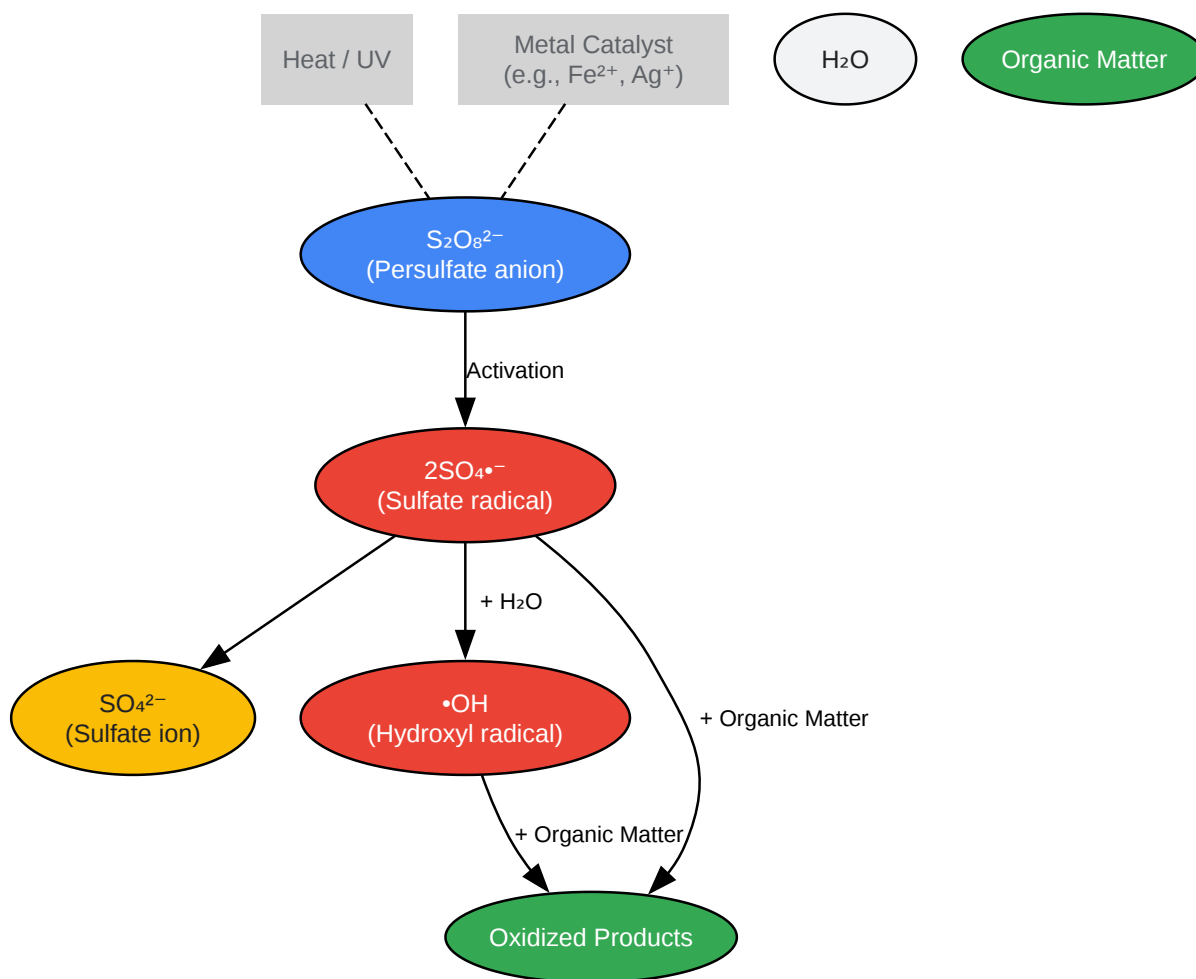 Heat / UV
Metal Catalyst
(e.g., Fe²⁺, Ag⁺)
H₂O
Organic Matter
S₂O₈²⁻
(Persulfate anion)
Activation
2SO₄•⁻
(Sulfate radical)
+ H₂O
SO₄²⁻
(Sulfate ion)
•OH
(Hydroxyl radical)
+ Organic Matter
+ Organic Matter
Oxidized Products